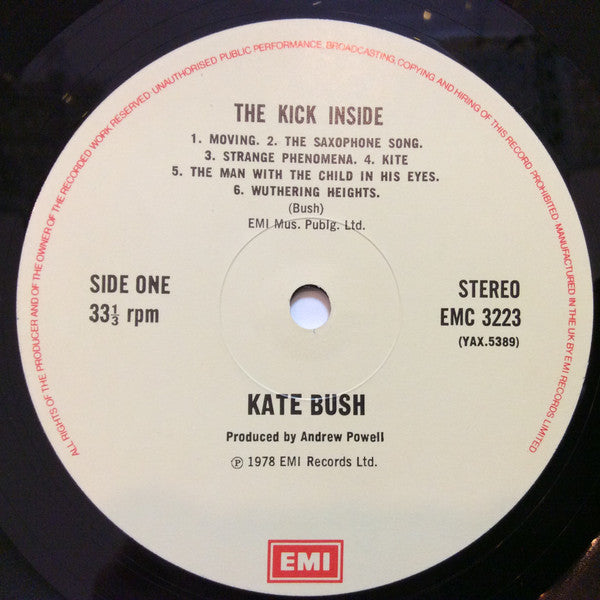 ALL RIGHTS OF THE PRODUCER AND OF THE OWNER OF THE RECORDED WORK RESERVED · UNAUTHORISED PUBLIC PERFORMANCE, BROADCASTING, COPYING AND HIRING OF THIS RECORD PROHIBITED · MANUFACTURED IN THE UK BY EMI RECORDS LIMITED
THE KICK INSIDE
1. MOVING. 2. THE SAXOPHONE SONG.
3. STRANGE PHENOMENA. 4. KITE
5. THE MAN WITH THE CHILD IN HIS EYES.
6. WUTHERING HEIGHTS.
(Bush)
EMI Mus. Publg. Ltd.
SIDE ONE
33⅓ rpm
STEREO
EMC 3223
(YAX.5389)
KATE BUSH
Produced by Andrew Powell
℗ 1978 EMI Records Ltd.
EMI